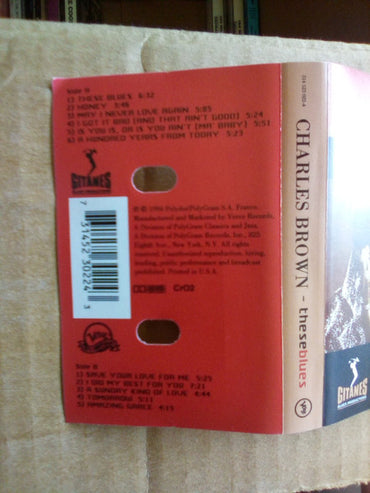 Side A
1) THESE BLUES 6:32
2) HONEY 3:46
3) MAY I NEVER LOVE AGAIN 5:05
4) I GOT IT BAD (AND THAT AIN'T GOOD) 5:24
5) IS YOU IS, OR IS YOU AIN'T (MA' BABY) 5:51
6) A HUNDRED YEARS FROM TODAY 5:23
GITANES
7 31452 30224 3
℗ © 1994 Polydor/PolyGram S.A. France.
Manufactured and Marketed by Verve Records,
A Division of PolyGram Classics and Jazz,
A Division of PolyGram Records, Inc., 825
Eighth Ave., New York, N.Y. All rights
reserved. Unauthorized reproduction, hiring,
lending, public performance and broadcast
prohibited. Printed in U.S.A.
CrO2
Side B
1) SAVE YOUR LOVE FOR ME 5:25
2) I DID MY BEST FOR YOU 7:21
3) A SUNDAY KIND OF LOVE 6:44
4) TOMORROW 5:11
5) AMAZING GRACE 4:15
CHARLES BROWN - theseblues
GITANES